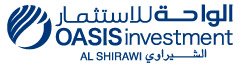 الواحة للاستثمار
OASIS investment
AL SHIRAWI الشيراوي